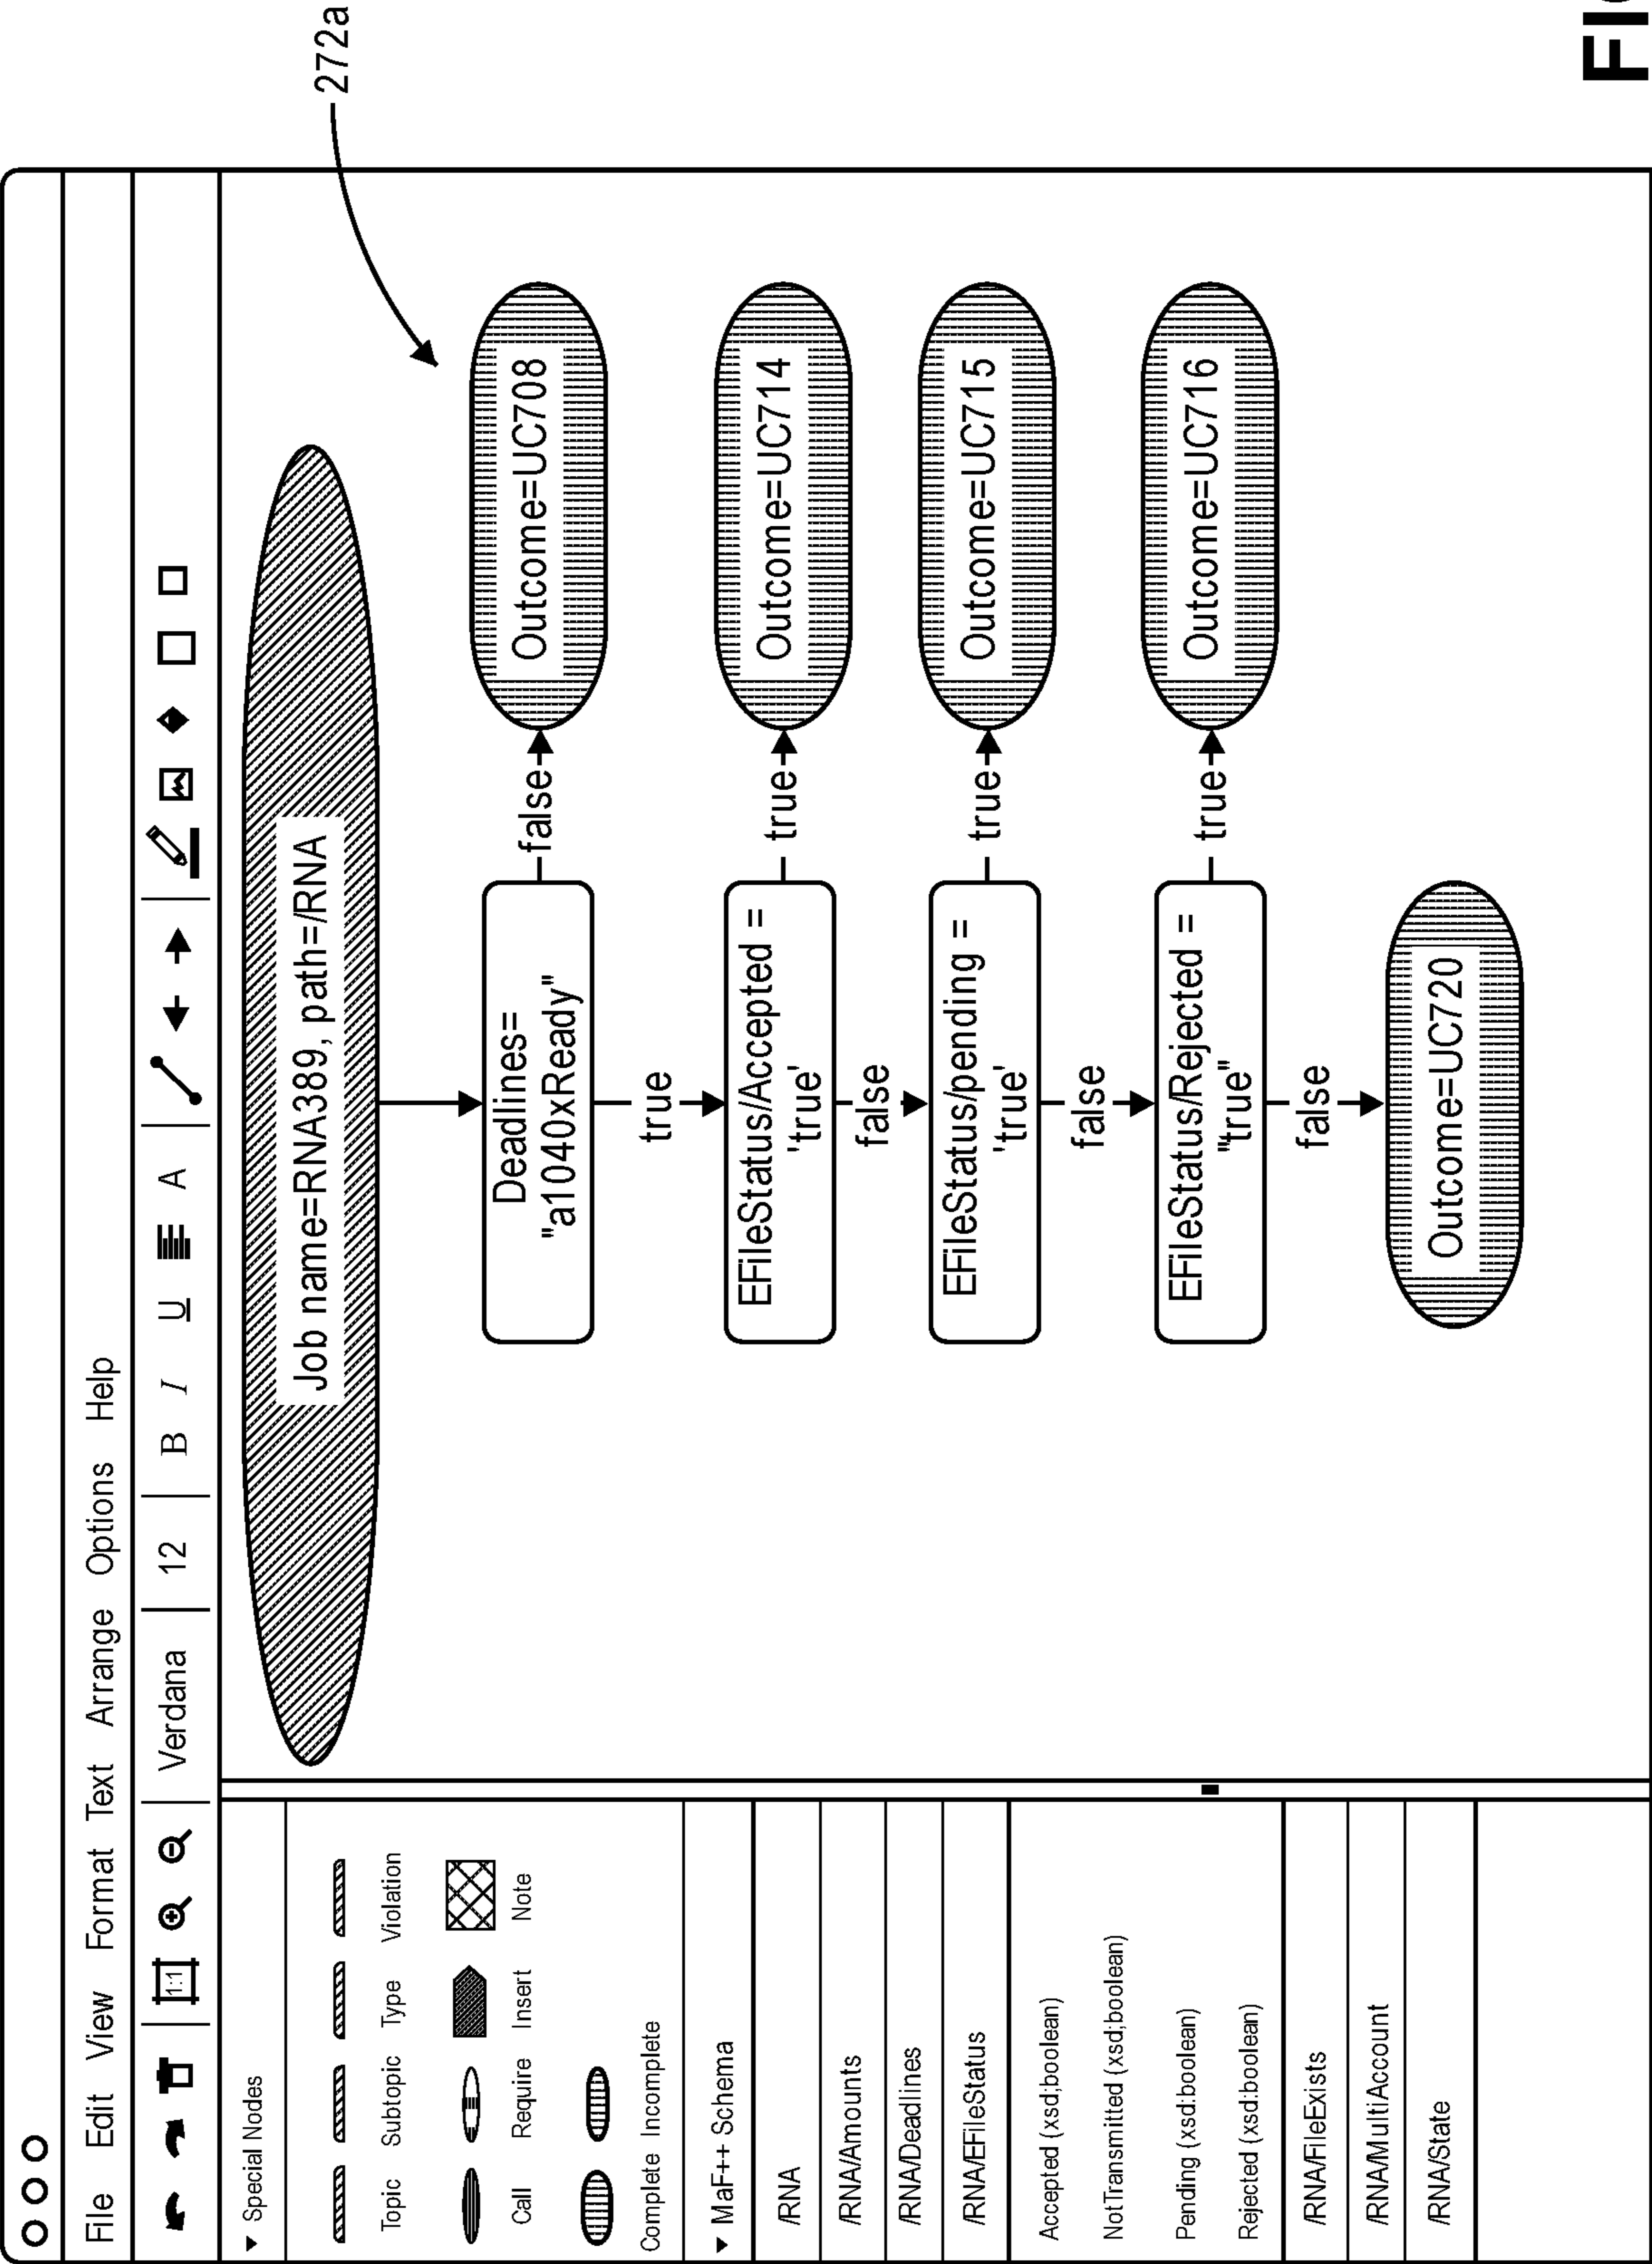 File Edit View Format Text Arrange Options Help
1:1 Verdana 12 B I U A
Special Nodes
Topic Subtopic Type Violation
Call Require Insert Note
Complete Incomplete
MaF++ Schema
/RNA
/RNA/Amounts
/RNA/Deadlines
/RNA/EFileStatus
Accepted (xsd;boolean)
NotTransmitted (xsd;boolean)
Pending (xsd:boolean)
Rejected (xsd:boolean)
/RNA/FileExists
/RNA/MultiAccount
/RNA/State
Job name=RNA389, path=/RNA
272a
Deadlines=
"a1040xReady"
false
Outcome=UC708
true
EFileStatus/Accepted =
'true'
true
Outcome=UC714
false
EFileStatus/pending =
'true'
true
Outcome=UC715
false
EFileStatus/Rejected =
"true"
true
Outcome=UC716
false
Outcome=UC720